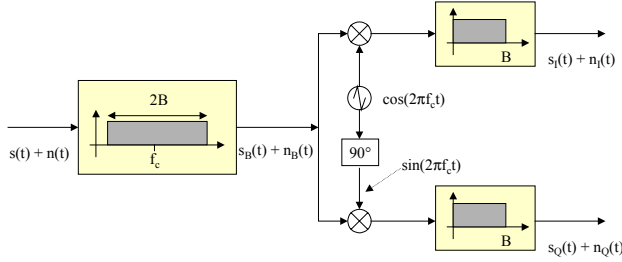 B
s_I(t) + n_I(t)
2B
cos(2πf_ct)
s(t) + n(t)
f_c
s_B(t) + n_B(t)
90°
sin(2πf_ct)
B
s_Q(t) + n_Q(t)